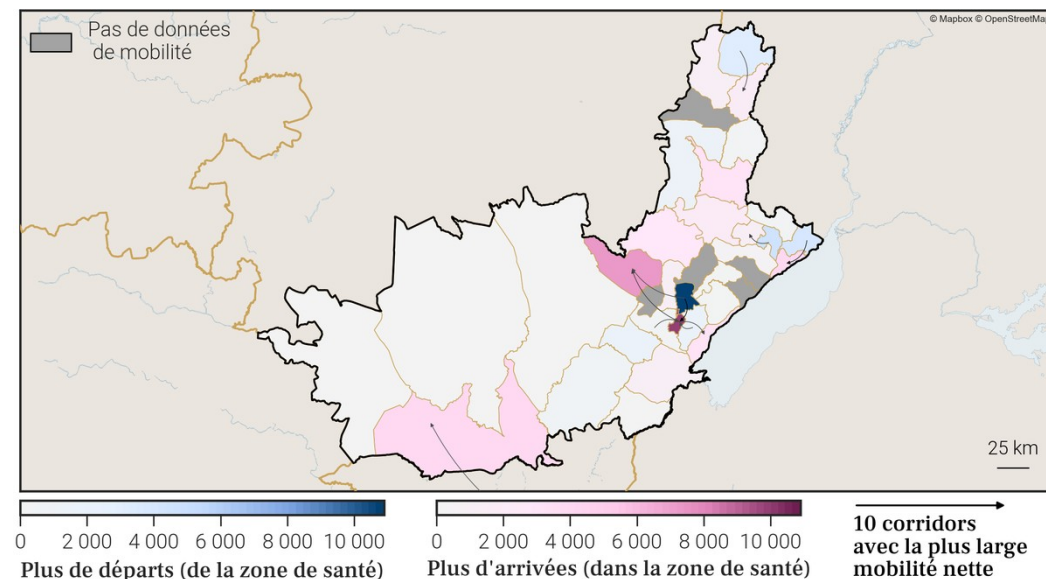 © Mapbox © OpenStreetMap
Pas de données
de mobilité
25 km
0 2 000 4 000 6 000 8 000 10 000
Plus de départs (de la zone de santé)
0 2 000 4 000 6 000 8 000 10 000
Plus d'arrivées (dans la zone de santé)
10 corridors
avec la plus large
mobilité nette